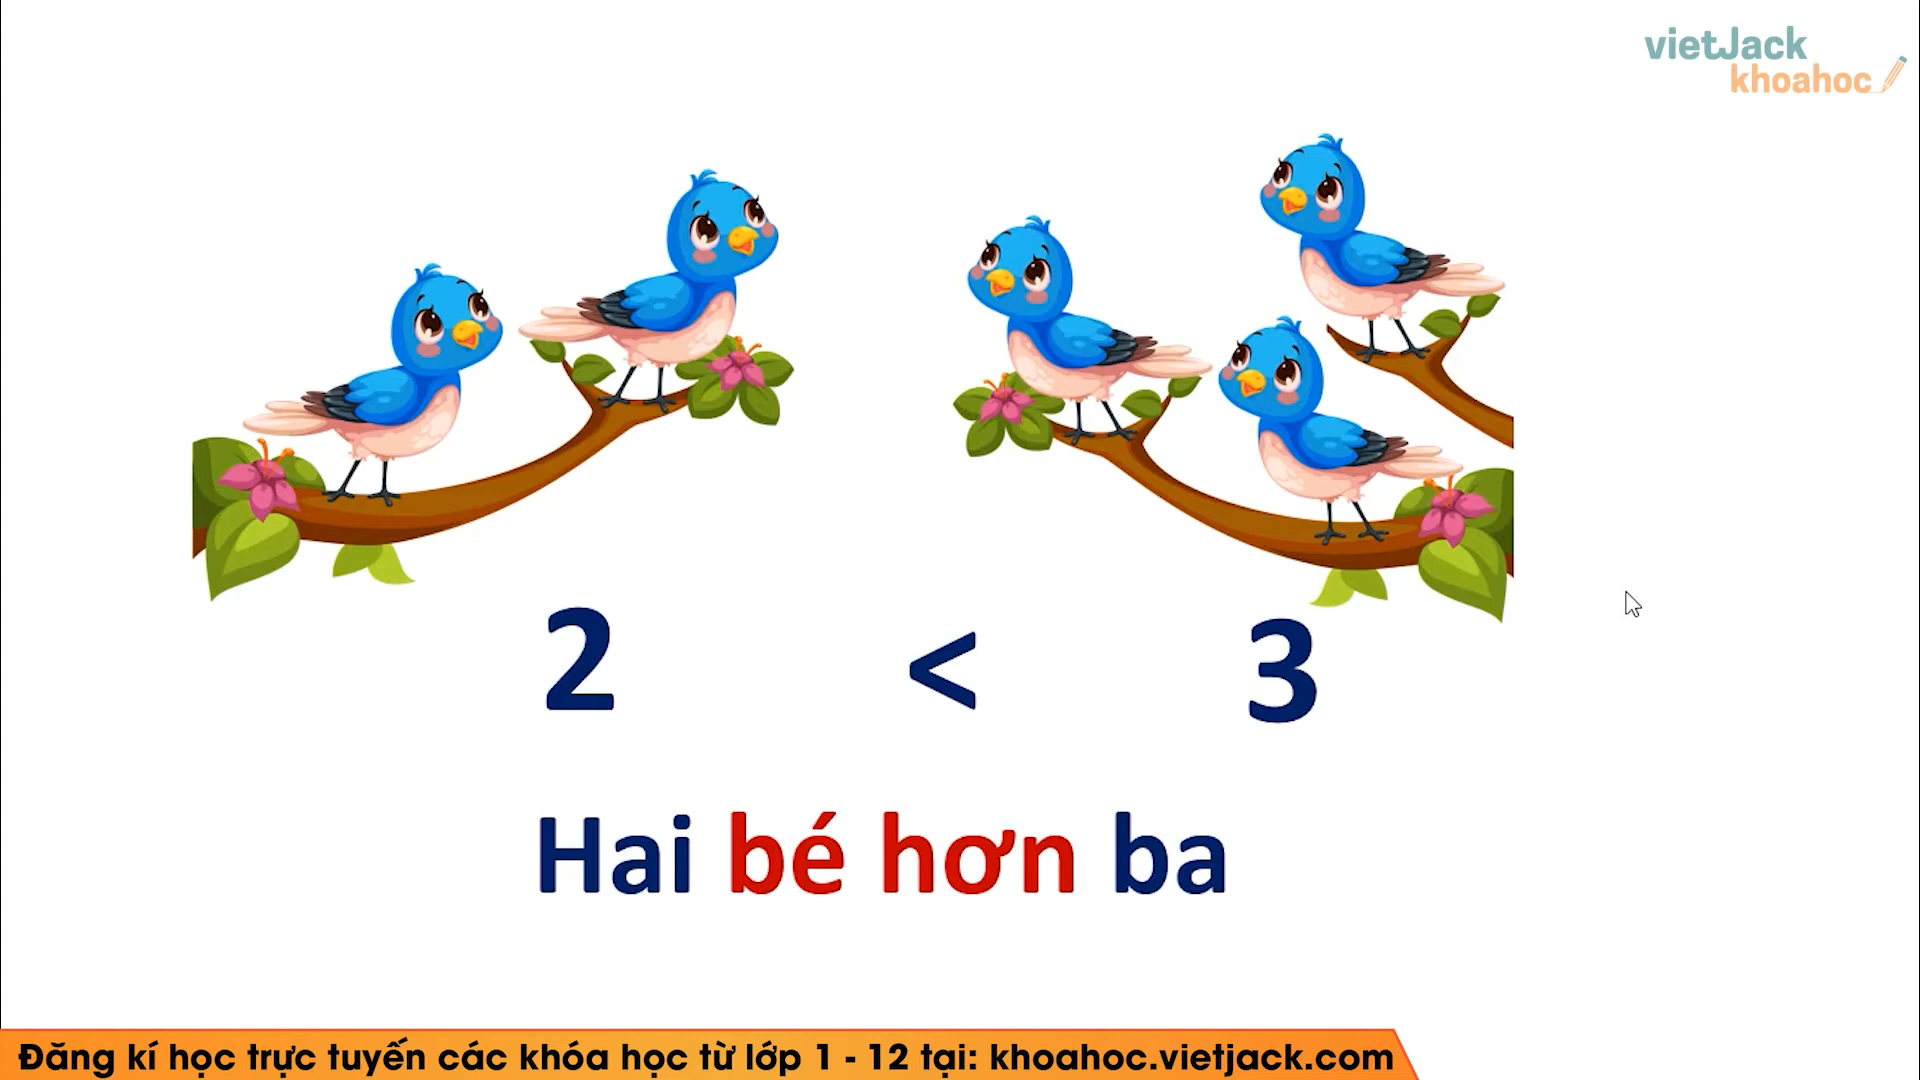 vietJack
khoahoc
2 < 3
Hai bé hơn ba
Đăng kí học trực tuyến các khóa học từ lớp 1 - 12 tại: khoahoc.vietjack.com